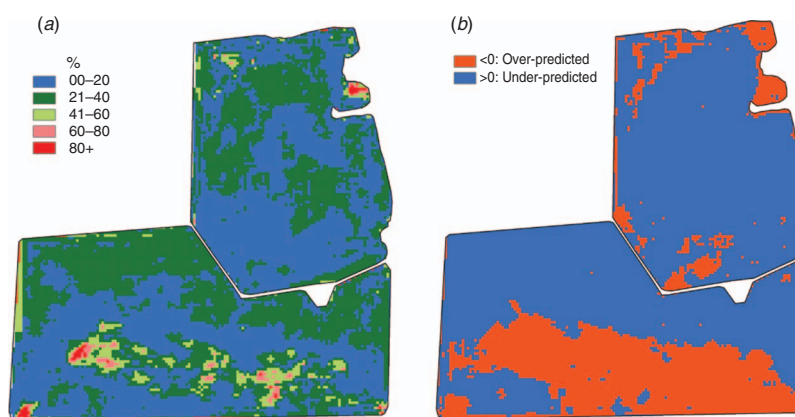 (a)
%
00–20
21–40
41–60
60–80
80+
(b)
<0: Over-predicted
>0: Under-predicted